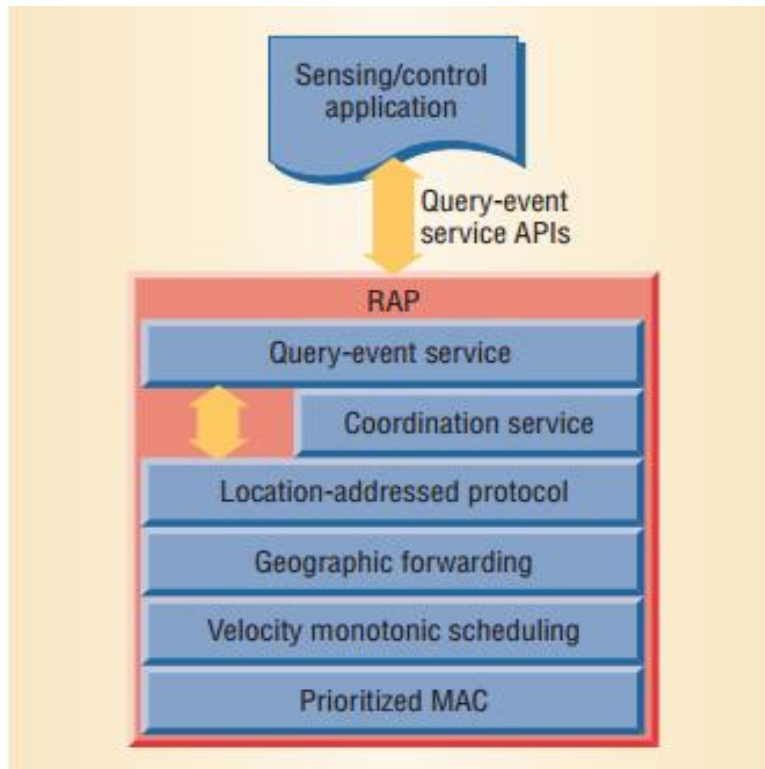 Sensing/control
application
Query-event
service APIs
RAP
Query-event service
Coordination service
Location-addressed protocol
Geographic forwarding
Velocity monotonic scheduling
Prioritized MAC